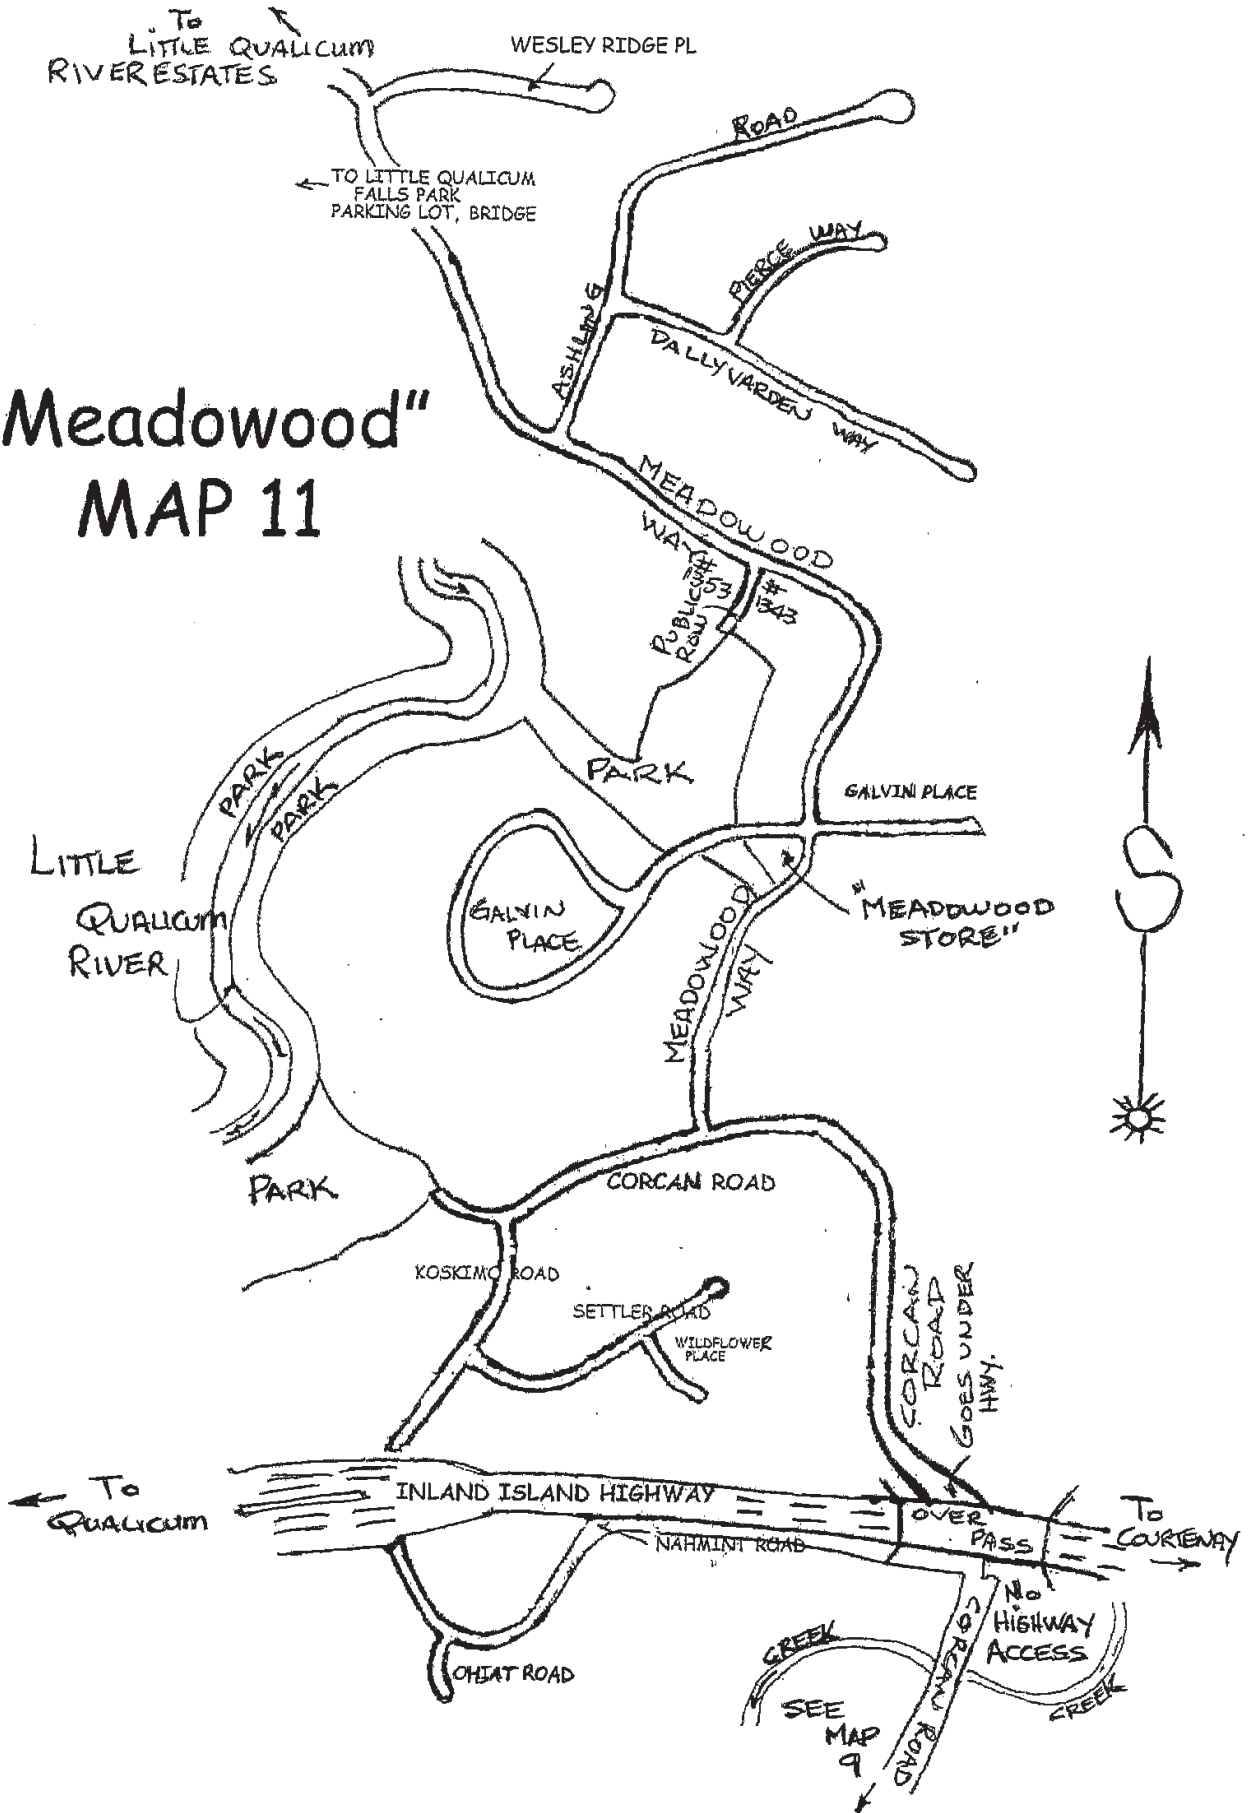 To
LITTLE QUALICUM
RIVER ESTATES
WESLEY RIDGE PL
ROAD
TO LITTLE QUALICUM
FALLS PARK
PARKING LOT, BRIDGE
PIERCE WAY
ASHLING
DALLYVARDEN WAY
Meadowood"
MAP 11
MEADOWOOD
WAY
#
1353
#
1343
PUBLIC
ROW
PARK
PARK
PARK
GALVIN PLACE
LITTLE
QUALICUM
RIVER
GALVIN
PLACE
"MEADOWOOD
STORE"
MEADOWOOD
WAY
S
PARK
CORCAN ROAD
KOSKIMO ROAD
SETTLER ROAD
WILDFLOWER
PLACE
CORCAN
ROAD
GOES UNDER
HWY.
To
QUALICUM
INLAND ISLAND HIGHWAY
OVER
PASS
To
COURTENAY
NAHMINT ROAD
No
HIGHWAY
ACCESS
OHIAT ROAD
CREEK
CREEK
CORCAN ROAD
SEE
MAP
9